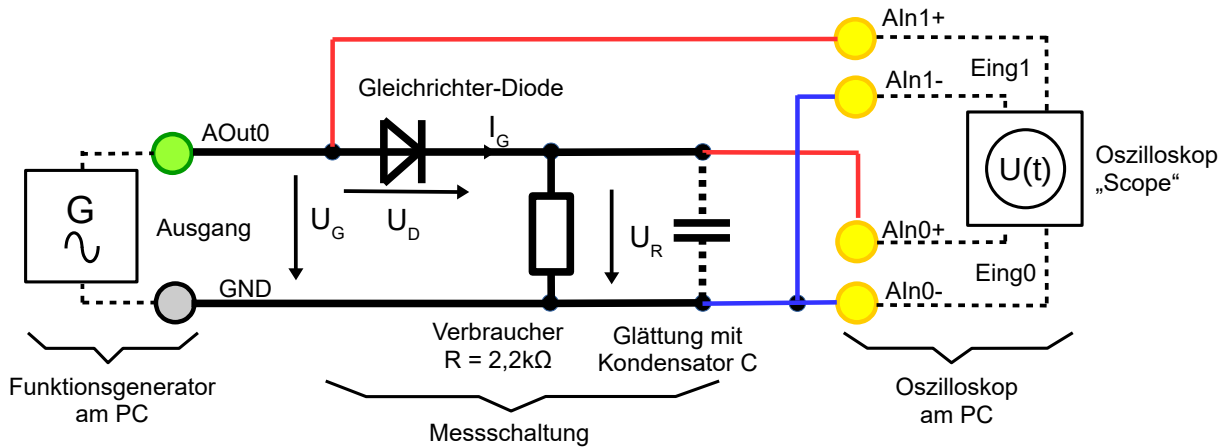 AIn1+
Eing1
AIn1-
Gleichrichter-Diode
AOut0
I_G
Oszilloskop
„Scope“
U(t)
G
Ausgang
U_G
U_D
U_R
AIn0+
Eing0
GND
AIn0-
Verbraucher
R = 2,2kΩ
Glättung mit
Kondensator C
Funktionsgenerator
am PC
Messschaltung
Oszilloskop
am PC